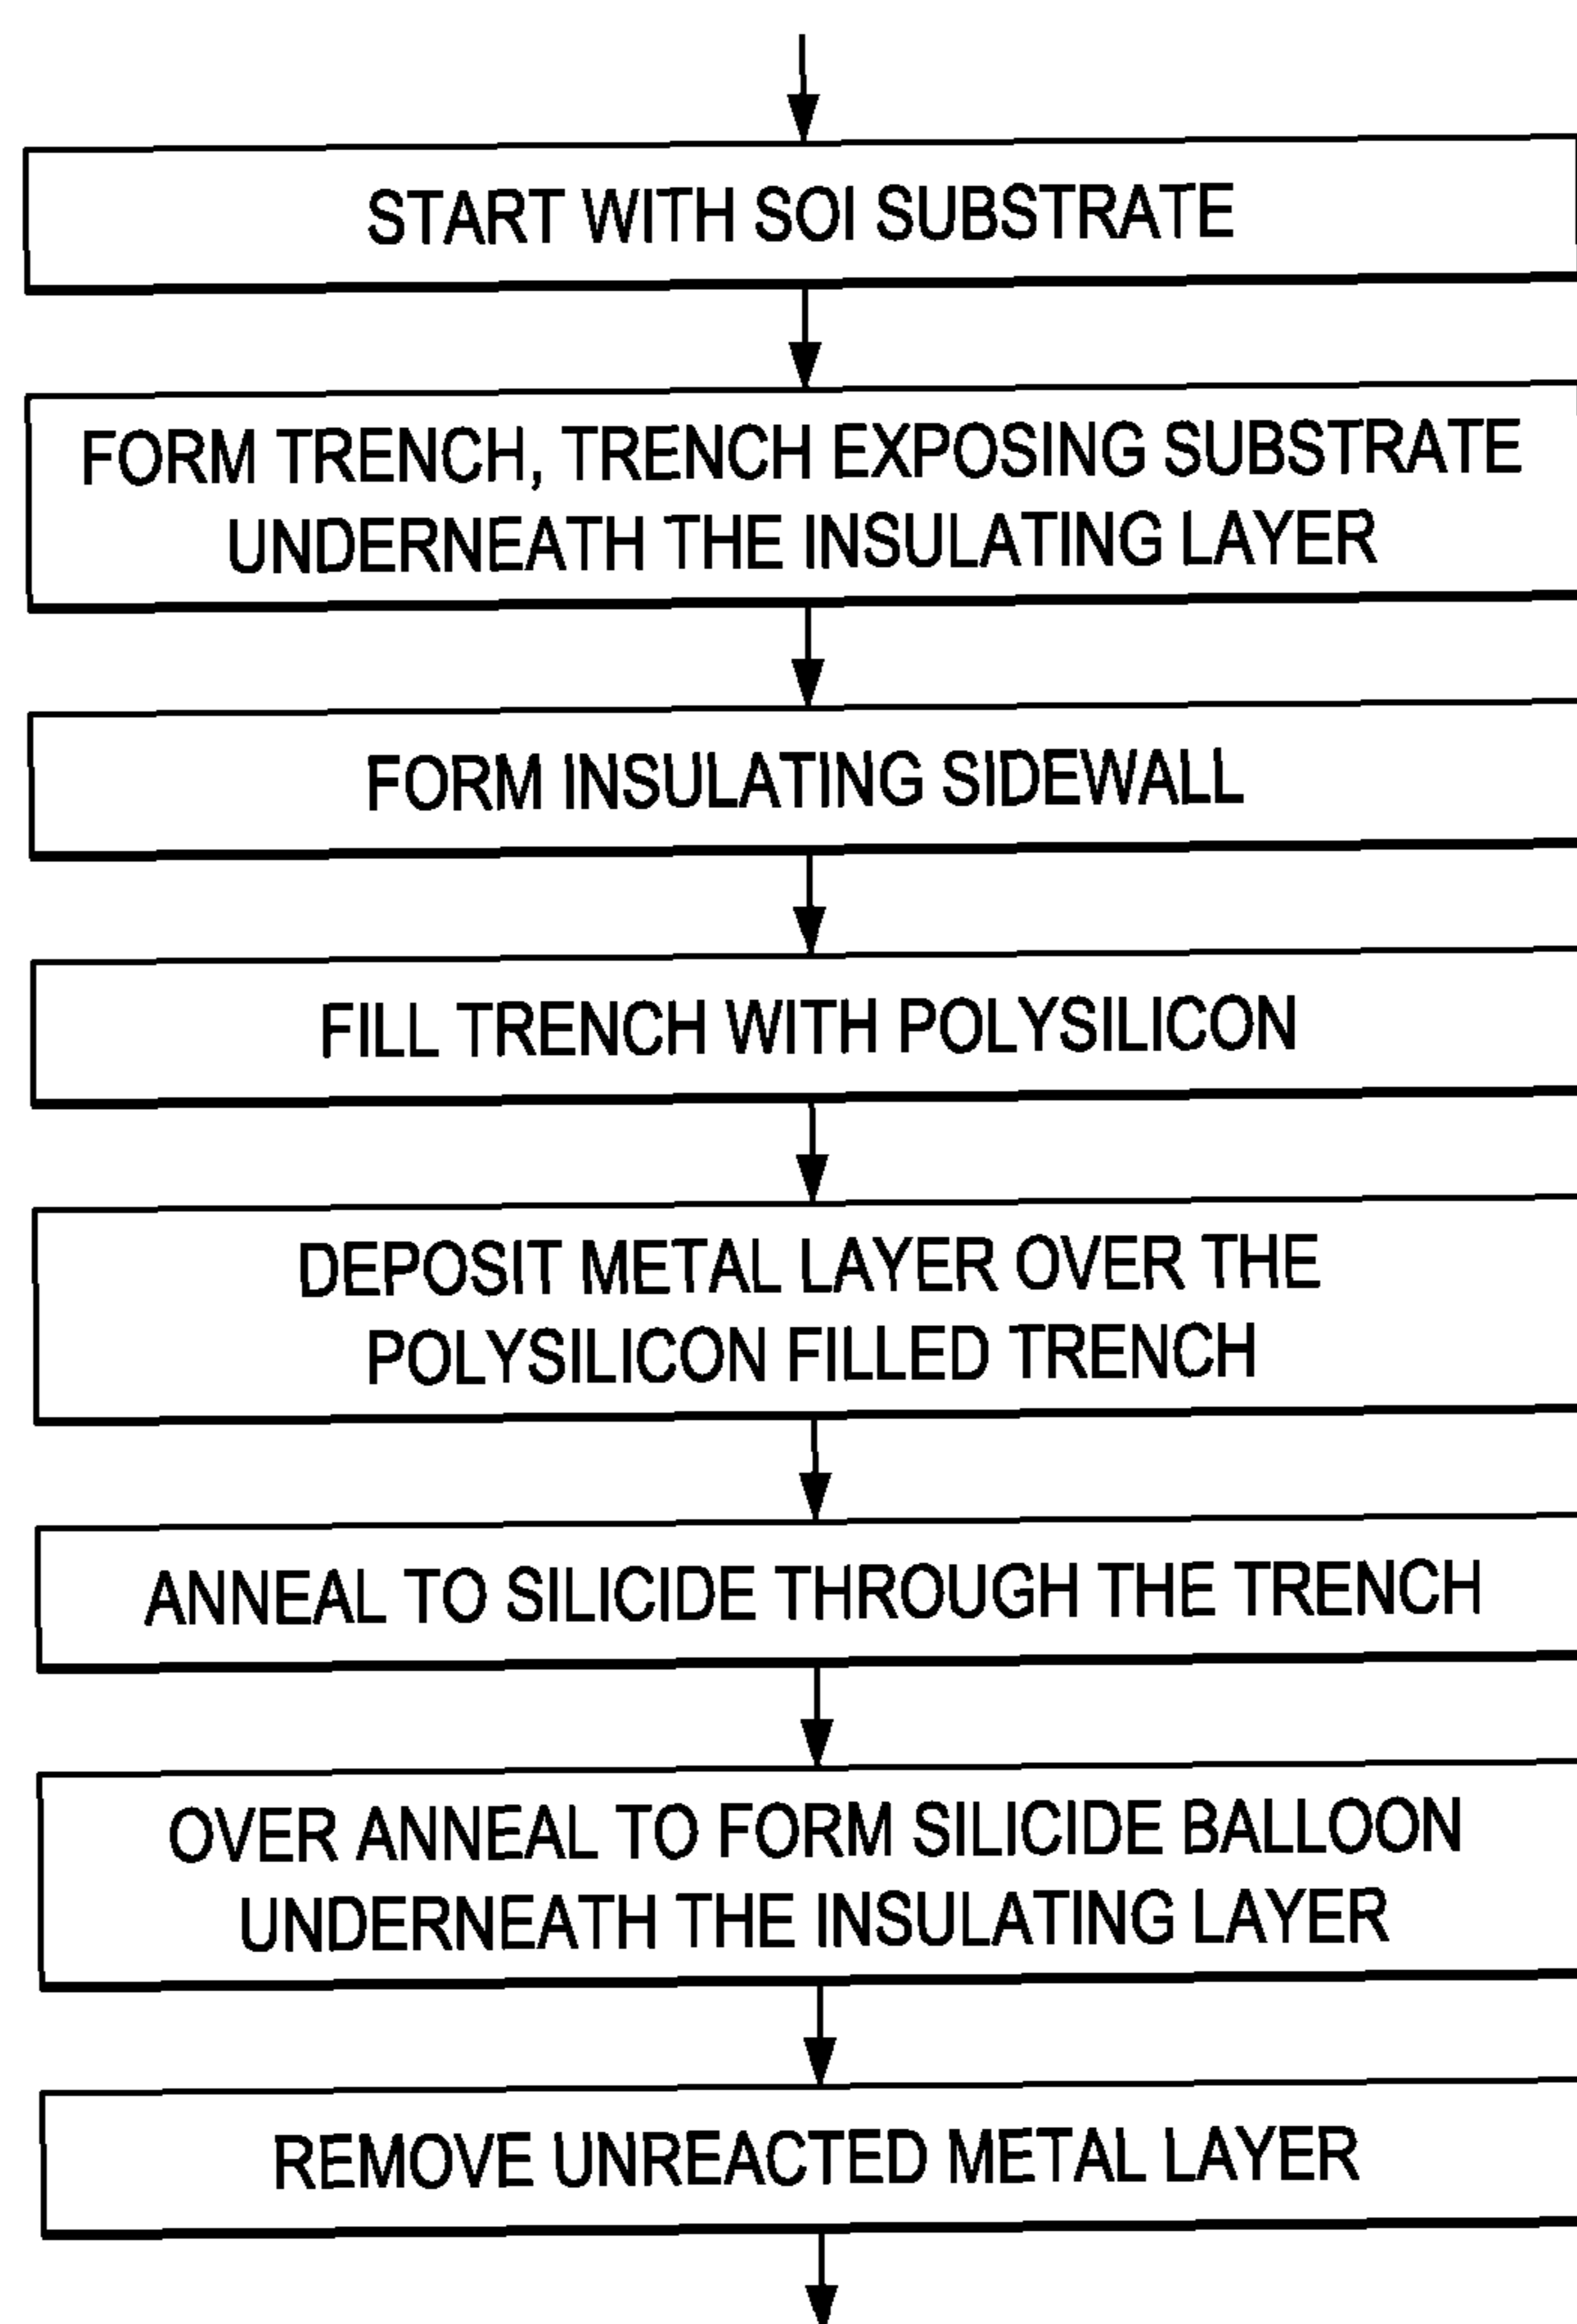 START WITH SOI SUBSTRATE
FORM TRENCH, TRENCH EXPOSING SUBSTRATE
UNDERNEATH THE INSULATING LAYER
FORM INSULATING SIDEWALL
FILL TRENCH WITH POLYSILICON
DEPOSIT METAL LAYER OVER THE
POLYSILICON FILLED TRENCH
ANNEAL TO SILICIDE THROUGH THE TRENCH
OVER ANNEAL TO FORM SILICIDE BALLOON
UNDERNEATH THE INSULATING LAYER
REMOVE UNREACTED METAL LAYER